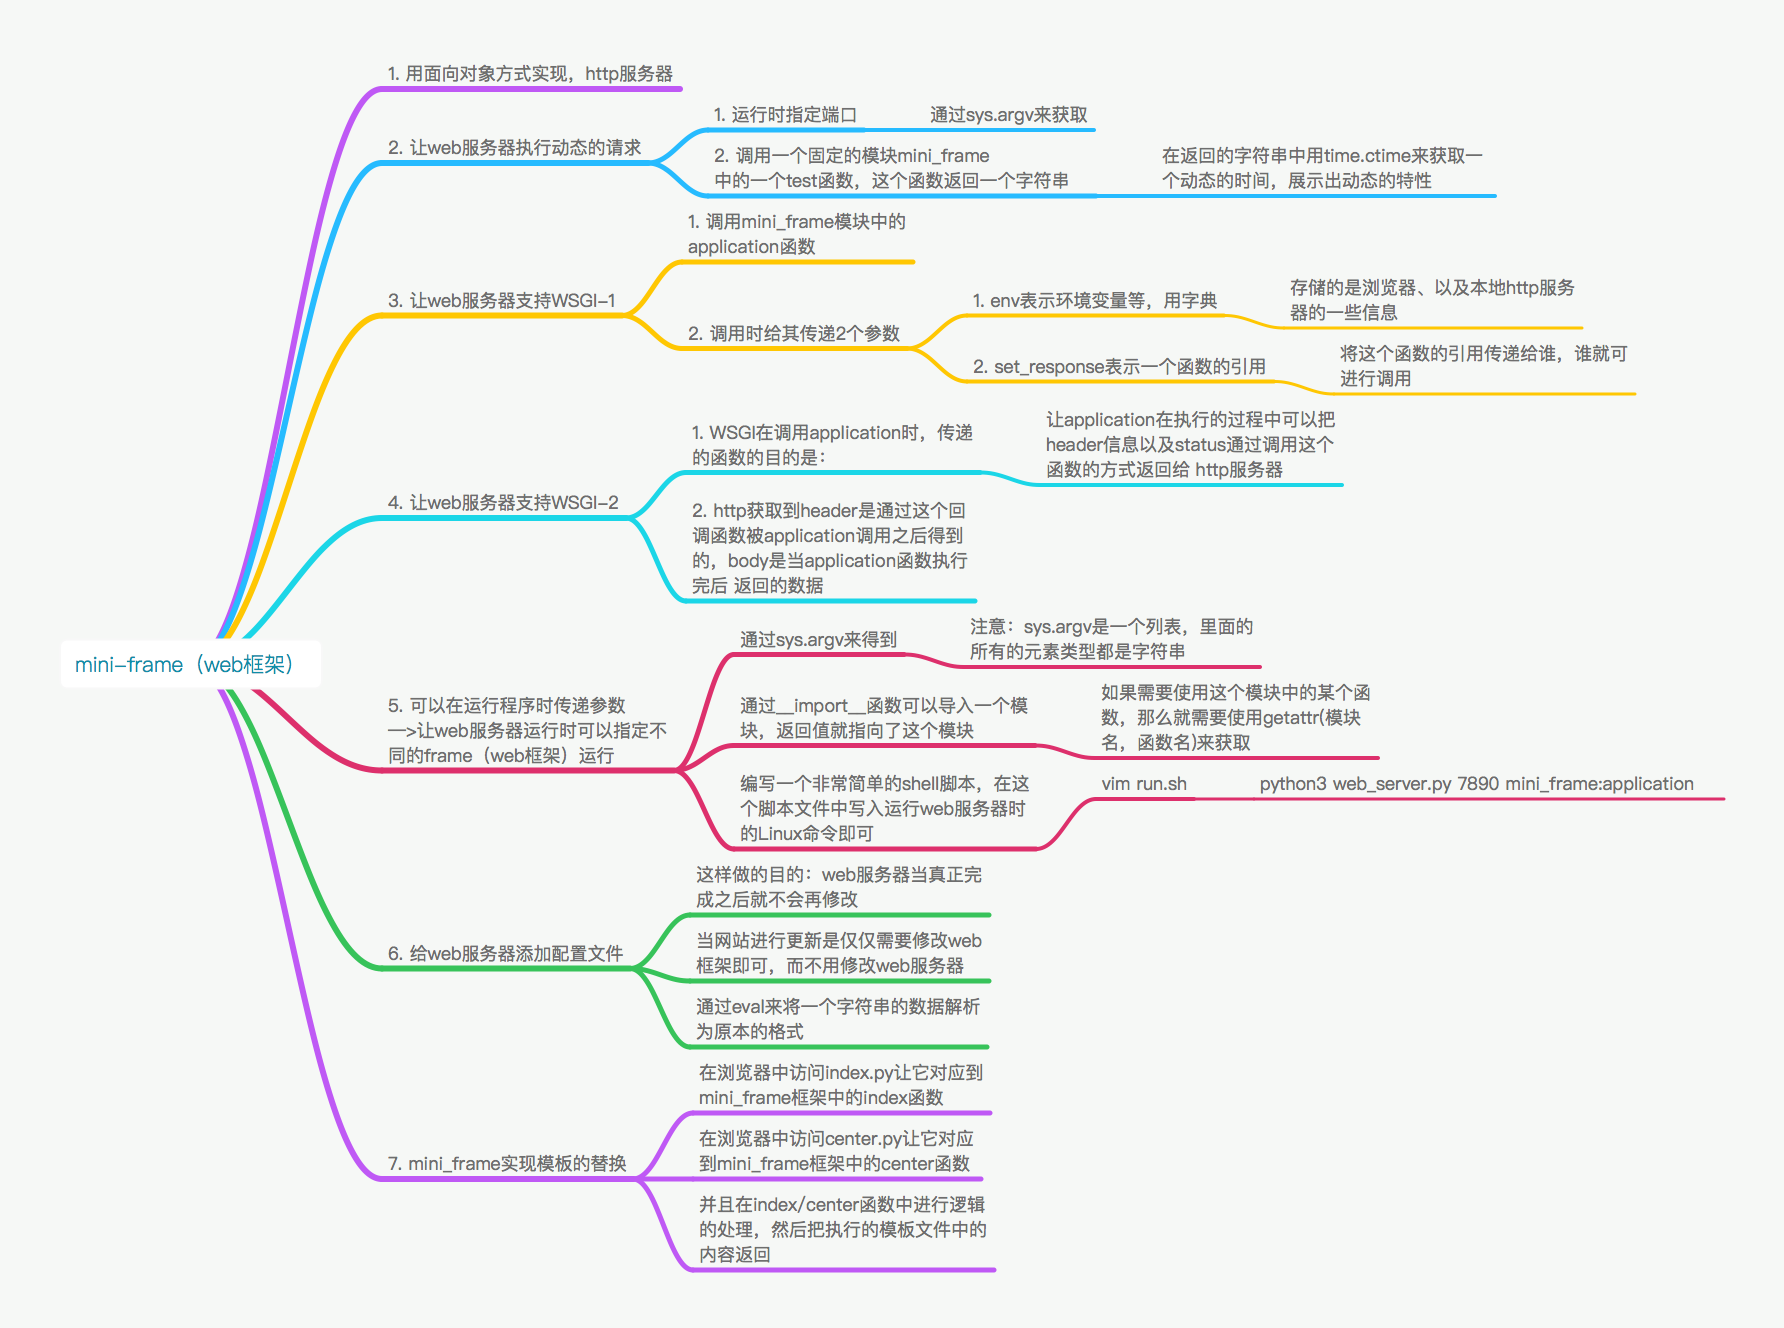 mini-frame（web框架）
1. 用面向对象方式实现，http服务器
2. 让web服务器执行动态的请求
1. 运行时指定端口
通过sys.argv来获取
2. 调用一个固定的模块mini_frame
中的一个test函数，这个函数返回一个字符串
在返回的字符串中用time.ctime来获取一
个动态的时间，展示出动态的特性
3. 让web服务器支持WSGI-1
1. 调用mini_frame模块中的
application函数
2. 调用时给其传递2个参数
1. env表示环境变量等，用字典
存储的是浏览器、以及本地http服务
器的一些信息
2. set_response表示一个函数的引用
将这个函数的引用传递给谁，谁就可
进行调用
4. 让web服务器支持WSGI-2
1. WSGI在调用application时，传递
的函数的目的是：
让application在执行的过程中可以把
header信息以及status通过调用这个
函数的方式返回给 http服务器
2. http获取到header是通过这个回
调函数被application调用之后得到
的，body是当application函数执行
完后 返回的数据
5. 可以在运行程序时传递参数
—>让web服务器运行时可以指定不
同的frame（web框架）运行
通过sys.argv来得到
注意：sys.argv是一个列表，里面的
所有的元素类型都是字符串
通过__import__函数可以导入一个模
块，返回值就指向了这个模块
如果需要使用这个模块中的某个函
数，那么就需要使用getattr(模块
名，函数名)来获取
编写一个非常简单的shell脚本，在这
个脚本文件中写入运行web服务器时
的Linux命令即可
vim run.sh
python3 web_server.py 7890 mini_frame:application
6. 给web服务器添加配置文件
这样做的目的：web服务器当真正完
成之后就不会再修改
当网站进行更新是仅仅需要修改web
框架即可，而不用修改web服务器
通过eval来将一个字符串的数据解析
为原本的格式
7. mini_frame实现模板的替换
在浏览器中访问index.py让它对应到
mini_frame框架中的index函数
在浏览器中访问center.py让它对应
到mini_frame框架中的center函数
并且在index/center函数中进行逻辑
的处理，然后把执行的模板文件中的
内容返回